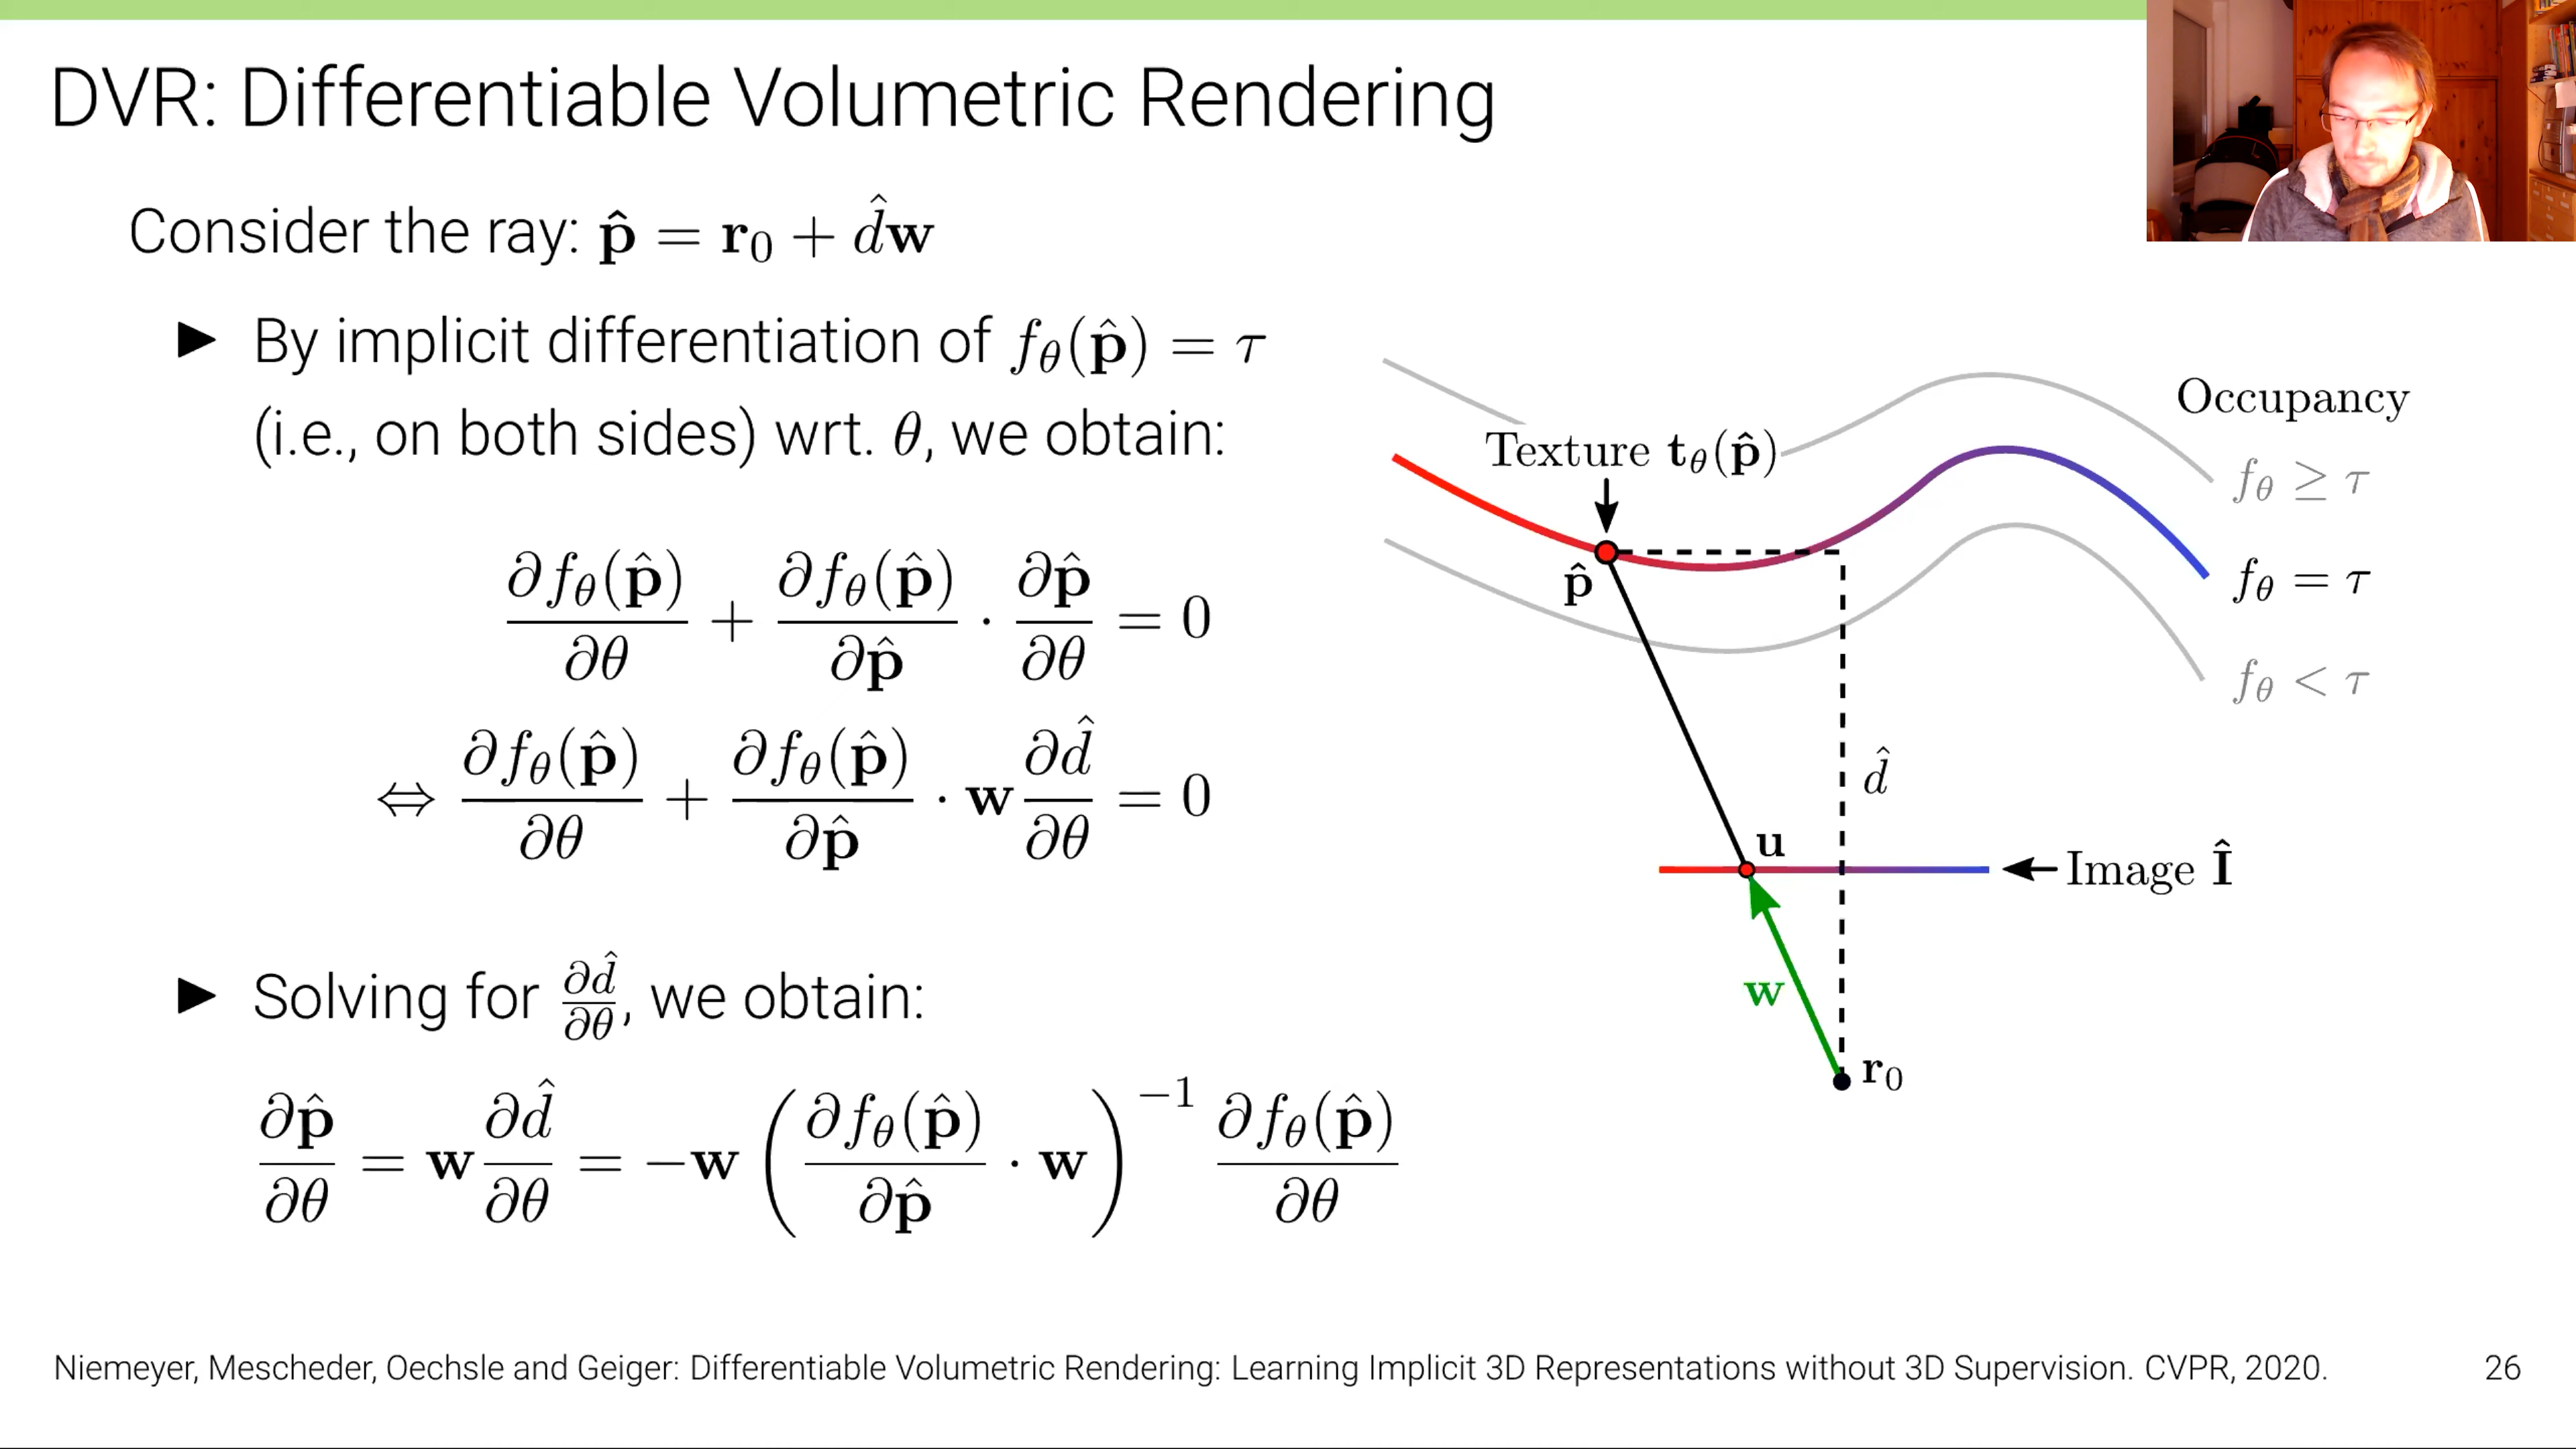 DVR: Differentiable Volumetric Rendering
Consider the ray: p̂ = r₀ + d̂w
▶ By implicit differentiation of f_θ(p̂) = τ
(i.e., on both sides) wrt. θ, we obtain:
∂f_θ(p̂)/∂θ + ∂f_θ(p̂)/∂p̂ · ∂p̂/∂θ = 0
⇔ ∂f_θ(p̂)/∂θ + ∂f_θ(p̂)/∂p̂ · w ∂d̂/∂θ = 0
▶ Solving for ∂d̂/∂θ, we obtain:
∂p̂/∂θ = w ∂d̂/∂θ = −w (∂f_θ(p̂)/∂p̂ · w)⁻¹ ∂f_θ(p̂)/∂θ
Occupancy
Texture t_θ(p̂)
f_θ ≥ τ
p̂
f_θ = τ
f_θ < τ
d̂
u
Image Î
w
r₀
Niemeyer, Mescheder, Oechsle and Geiger: Differentiable Volumetric Rendering: Learning Implicit 3D Representations without 3D Supervision. CVPR, 2020.
26